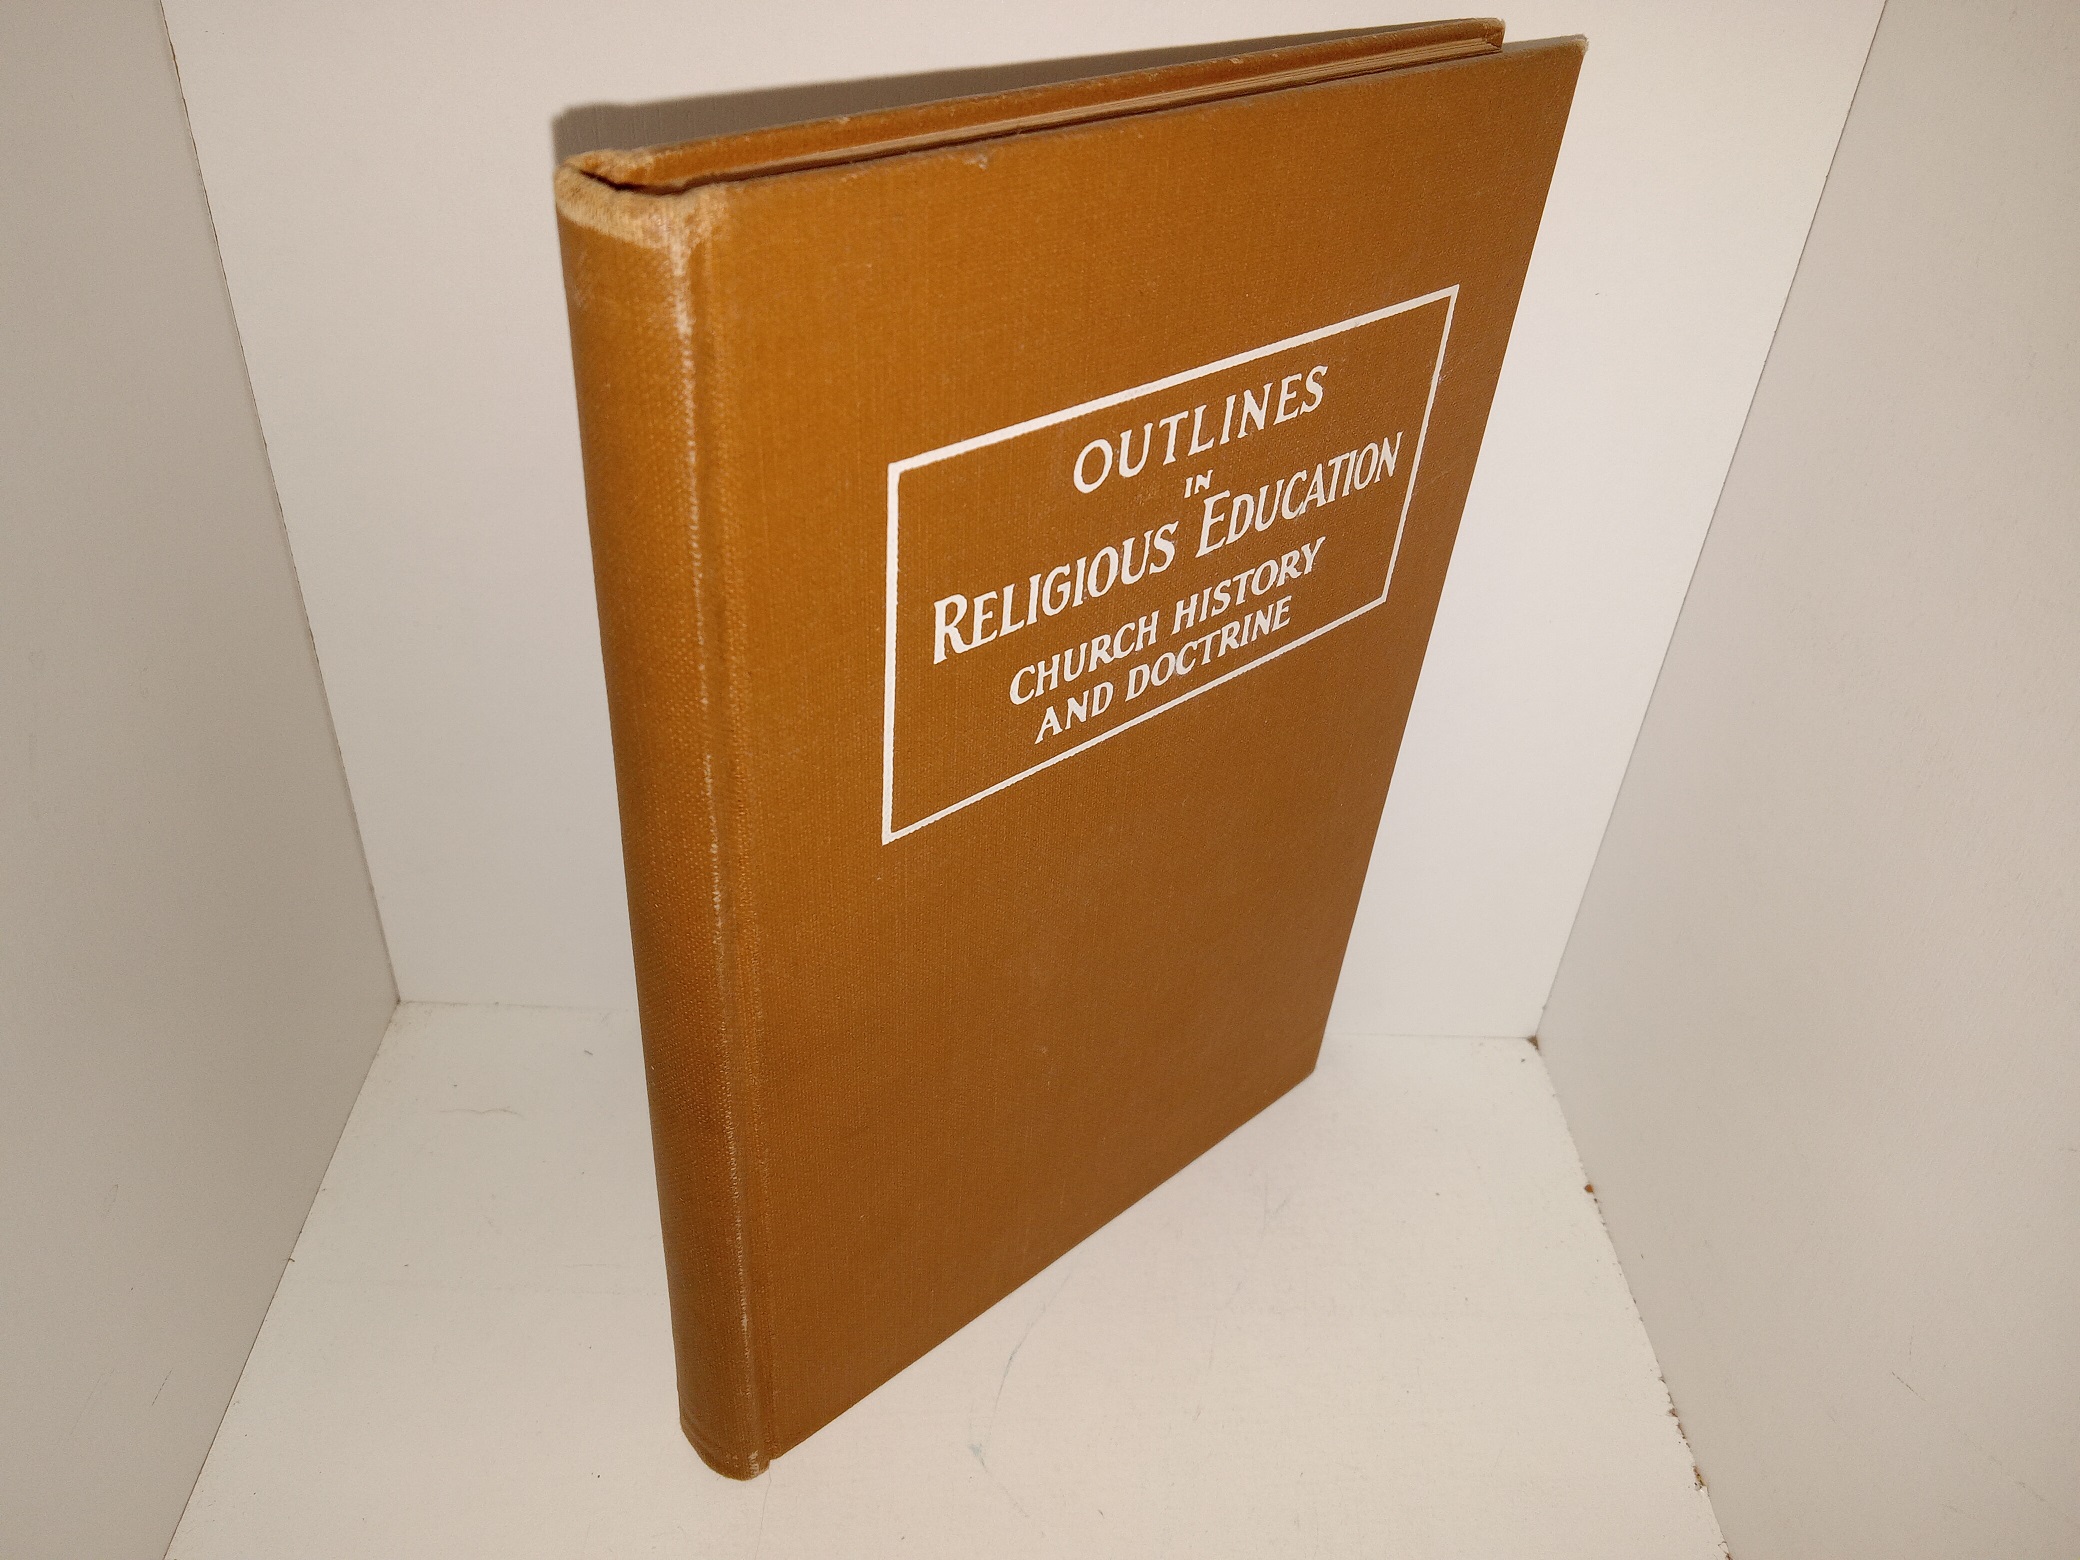 OUTLINES
IN
RELIGIOUS EDUCATION
CHURCH HISTORY
AND DOCTRINE